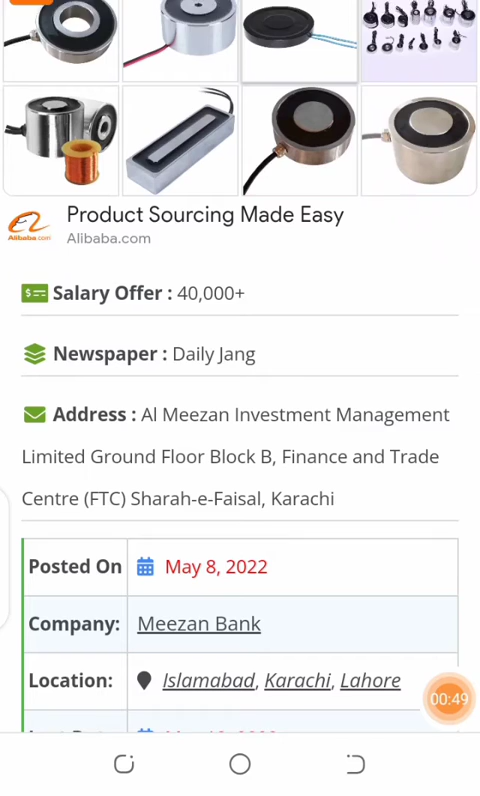 Product Sourcing Made Easy
Alibaba.com
Alibaba.com
Salary Offer : 40,000+
Newspaper : Daily Jang
Address : Al Meezan Investment Management
Limited Ground Floor Block B, Finance and Trade
Centre (FTC) Sharah-e-Faisal, Karachi
Posted On May 8, 2022
Company: Meezan Bank
Location: Islamabad, Karachi, Lahore
00:49